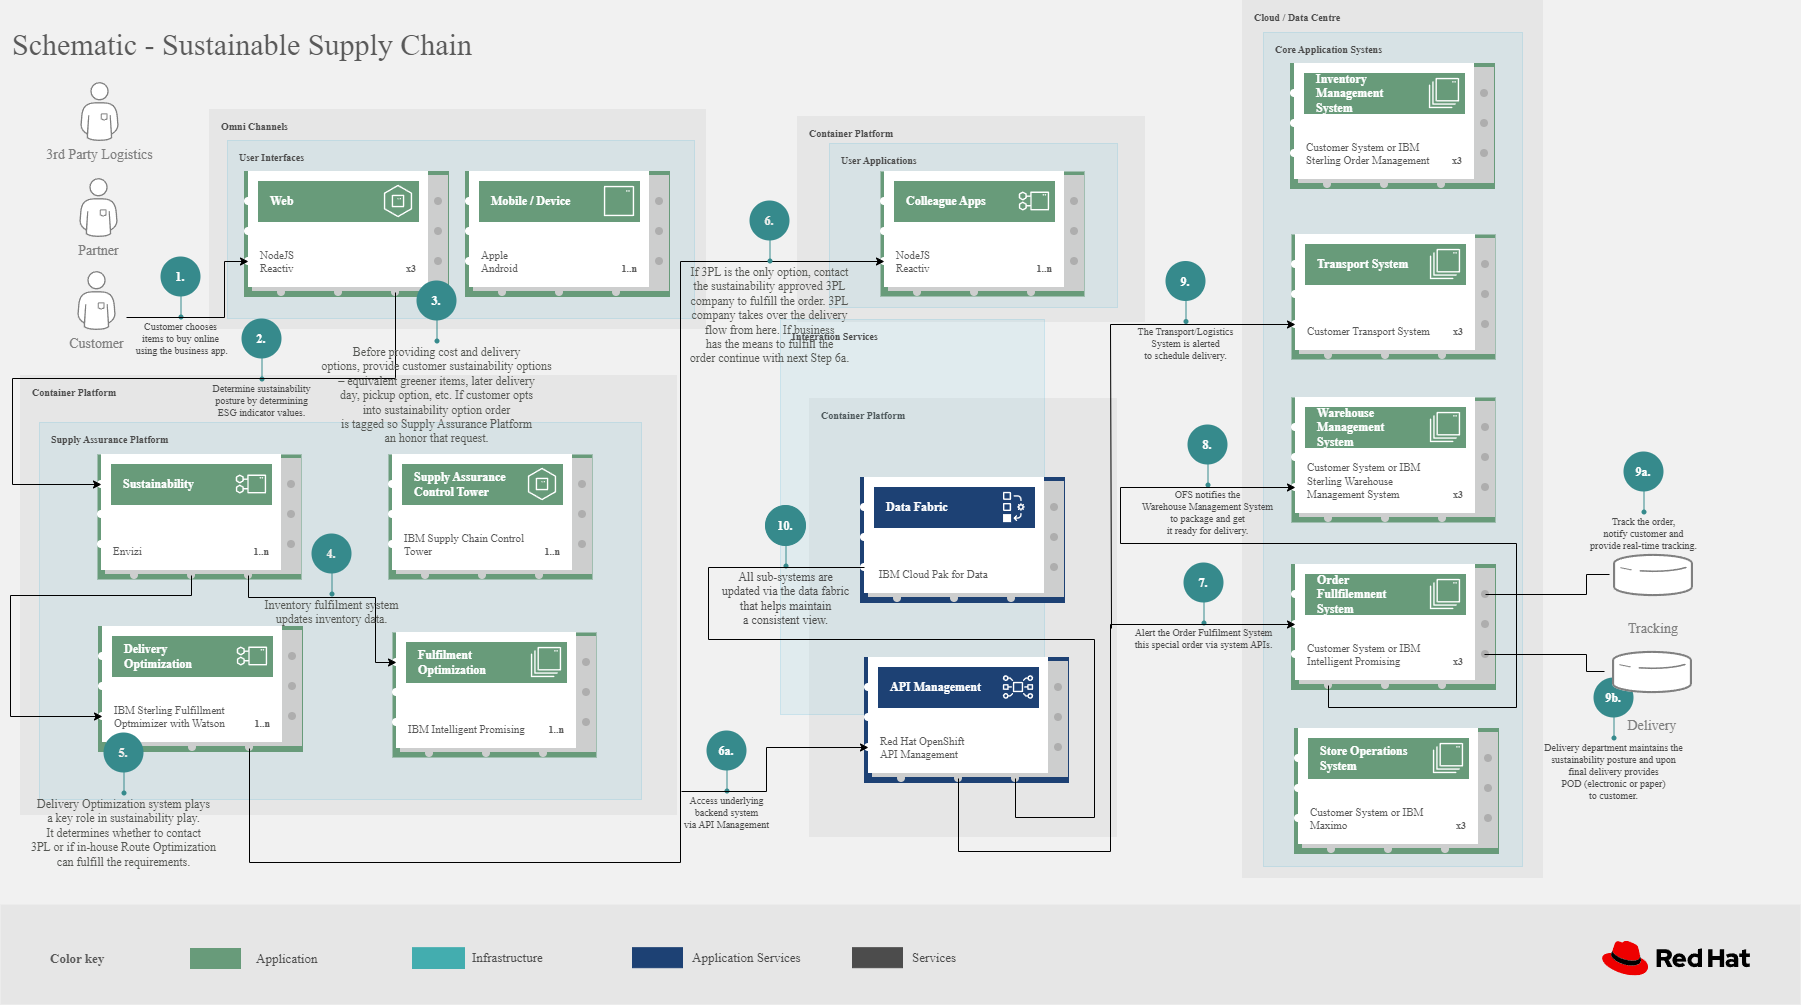 Schematic - Sustainable Supply Chain
3rd Party Logistics
Partner
Customer
1.
Customer chooses
items to buy online
using the business app.
Omni Channels
User Interfaces
Web
NodeJS
Reactiv
x3
Mobile / Device
Apple
Android
1..n
2.
Determine sustainability
posture by determining
ESG indicator values.
3.
Before providing cost and delivery
options, provide customer sustainability options
– equivalent greener items, later delivery
day, pickup option, etc. If customer opts
into sustainability option order
is tagged so Supply Assurance Platform
an honor that request.
Container Platform
Supply Assurance Platform
Sustainability
Envizi
1..n
Supply Assurance
Control Tower
IBM Supply Chain Control
Tower
1..n
4.
Inventory fulfilment system
updates inventory data.
Delivery
Optimization
IBM Sterling Fulfillment
Optmimizer with Watson
1..n
Fulfilment
Optimization
IBM Intelligent Promising
1..n
5.
Delivery Optimization system plays
a key role in sustainability play.
It determines whether to contact
3PL or if in-house Route Optimization
can fulfill the requirements.
6.
If 3PL is the only option, contact
the sustainability approved 3PL
company to fulfill the order. 3PL
company takes over the delivery
flow from here. If business
has the means to fulfill the
order continue with next Step 6a.
Container Platform
User Applications
Colleague Apps
NodeJS
Reactiv
1..n
Integration Services
Container Platform
Data Fabric
IBM Cloud Pak for Data
10.
All sub-systems are
updated via the data fabric
that helps maintain
a consistent view.
API Management
Red Hat OpenShift
API Management
6a.
Access underlying
backend system
via API Management
9.
The Transport/Logistics
System is alerted
to schedule delivery.
8.
OFS notifies the
Warehouse Management System
to package and get
it ready for delivery.
7.
Alert the Order Fulfilment System
this special order via system APIs.
Cloud / Data Centre
Core Application Systens
Inventory
Management
System
Customer System or IBM
Sterling Order Management
x3
Transport System
Customer Transport System
x3
Warehouse
Management
System
Customer System or IBM
Sterling Warehouse
Management System
x3
Order
Fullfilemnent
System
Customer System or IBM
Intelligent Promising
x3
Store Operations
System
Customer System or IBM
Maximo
x3
9a.
Track the order,
notify customer and
provide real-time tracking.
Tracking
9b.
Delivery
Delivery department maintains the
sustainability posture and upon
final delivery provides
POD (electronic or paper)
to customer.
Color key
Application
Infrastructure
Application Services
Services
Red Hat